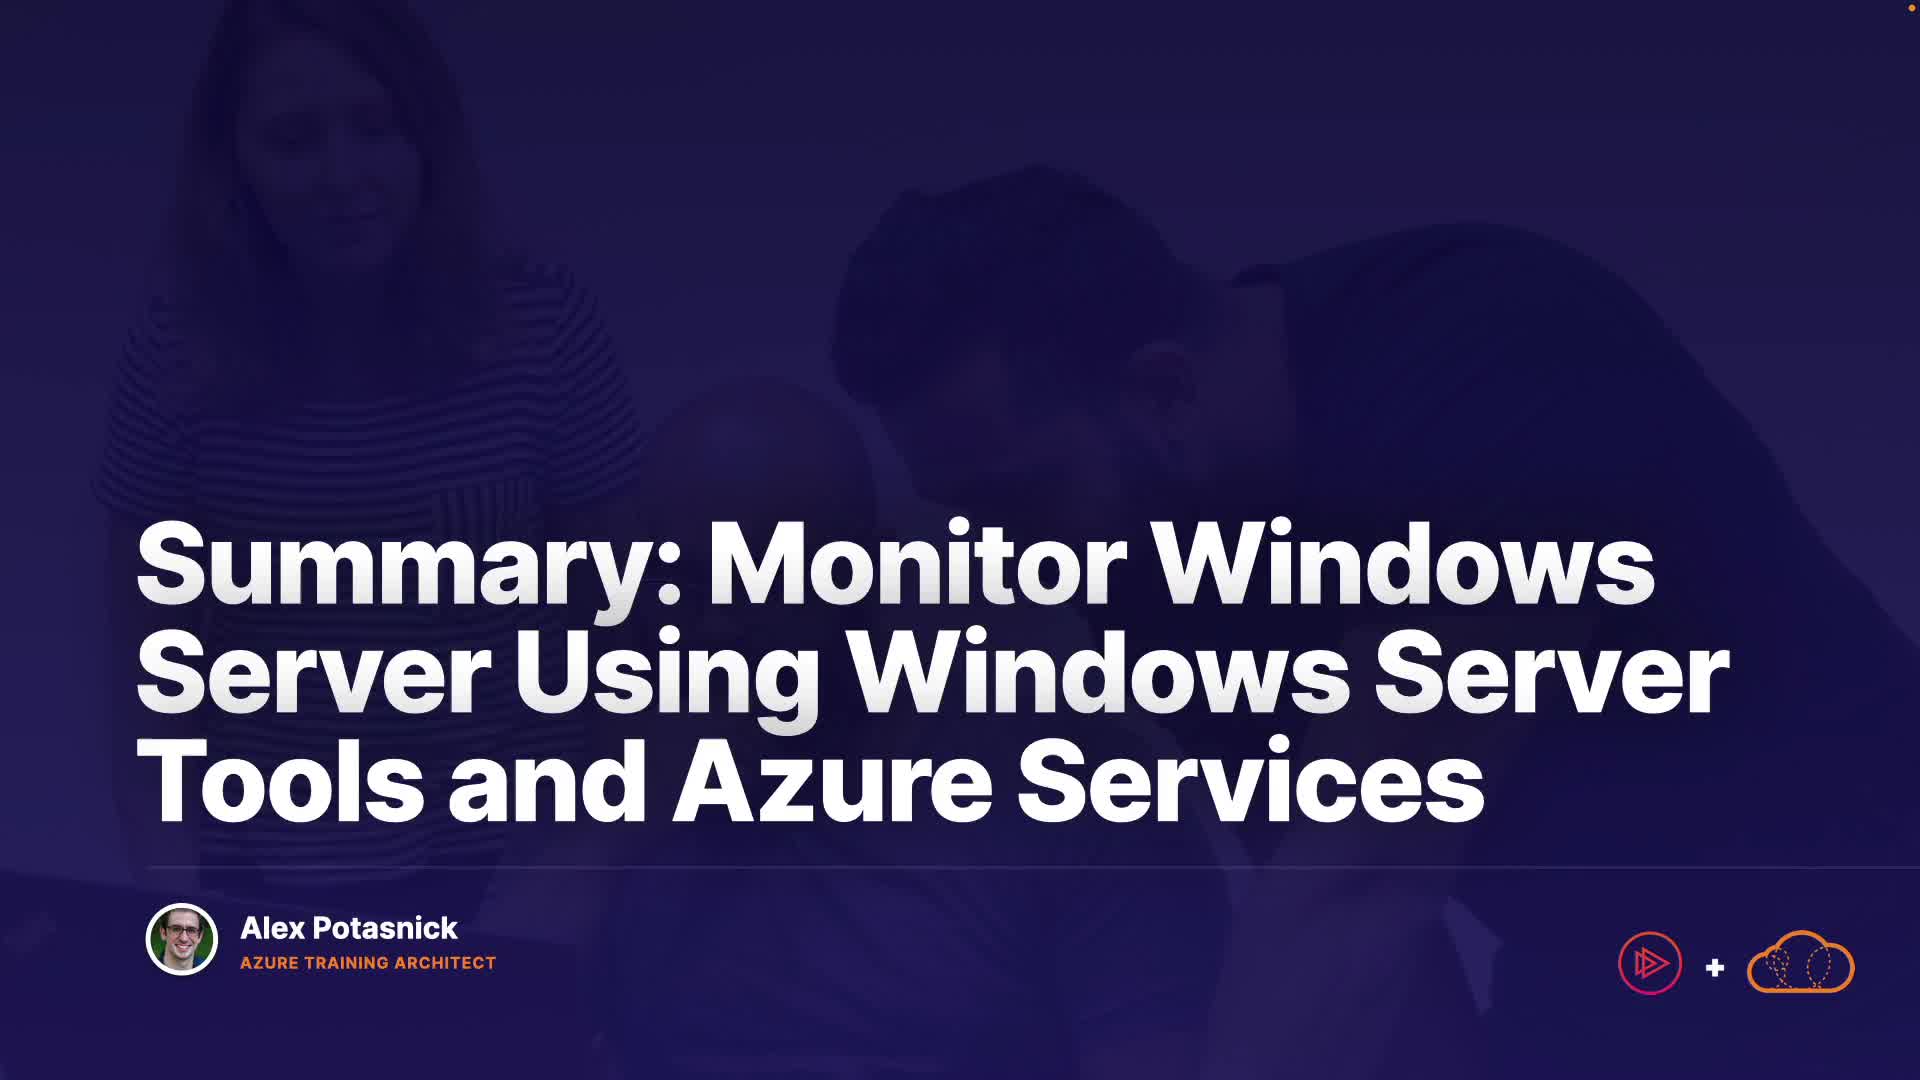 Summary: Monitor Windows
Server Using Windows Server
Tools and Azure Services
Alex Potasnick
AZURE TRAINING ARCHITECT
+